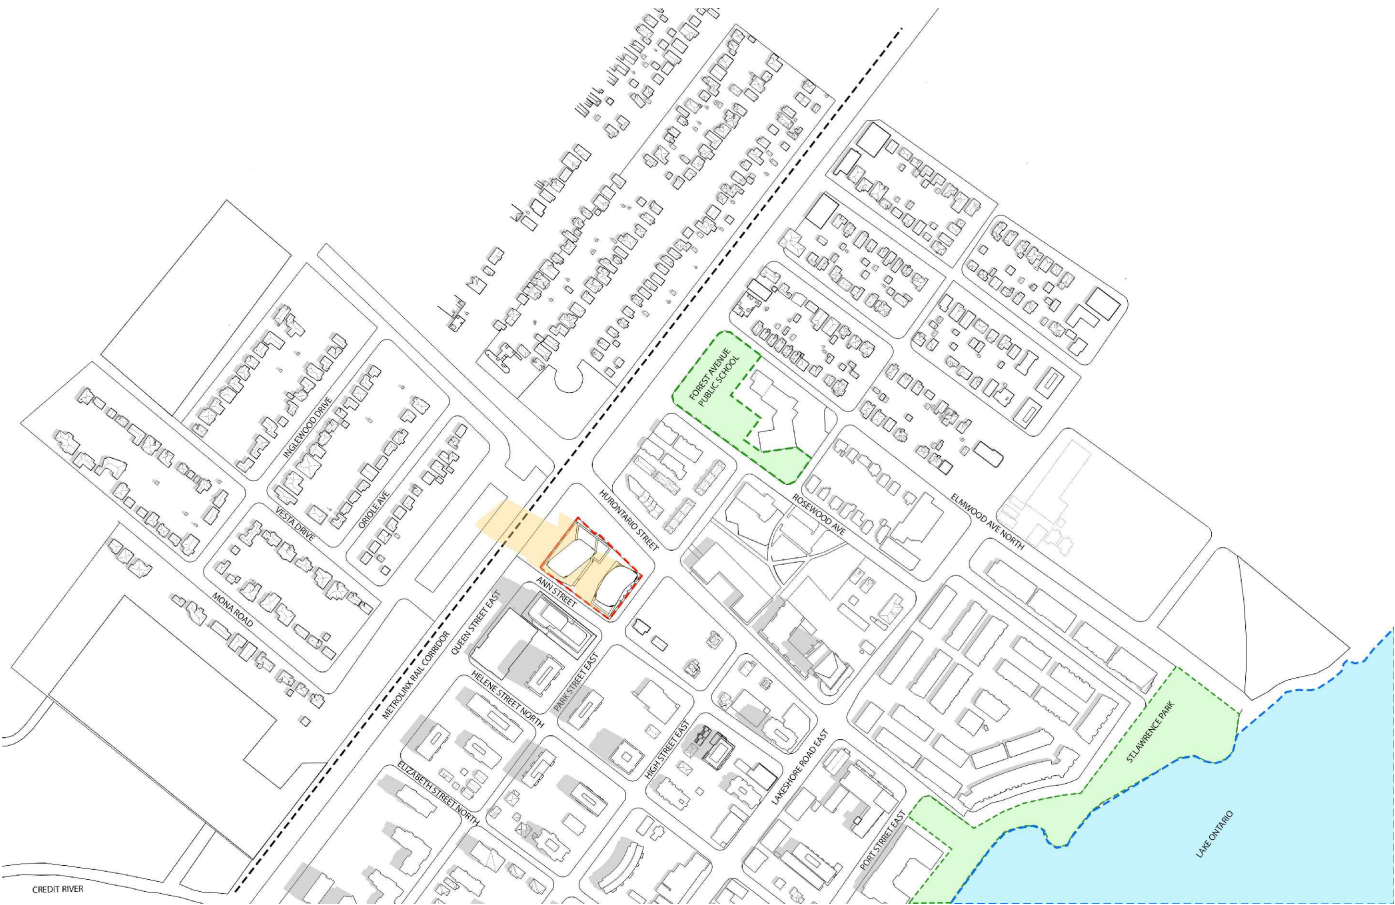 FOREST AVENUE
PUBLIC SCHOOL
INGLEWOOD DRIVE
ORIOLE AVE
VESTA DRIVE
HURONTARIO STREET
ROSEWOOD AVE
ELMWOOD AVE NORTH
MONA ROAD
ANN STREET
QUEEN STREET EAST
METROLINX RAIL CORRIDOR
HELENE STREET NORTH
PARK STREET EAST
HIGH STREET EAST
ELIZABETH STREET NORTH
LAKESHORE ROAD EAST
PORT STRRET EAST
ST.LAWRENCE PARK
LAKE ONTARIO
CREDIT RIVER